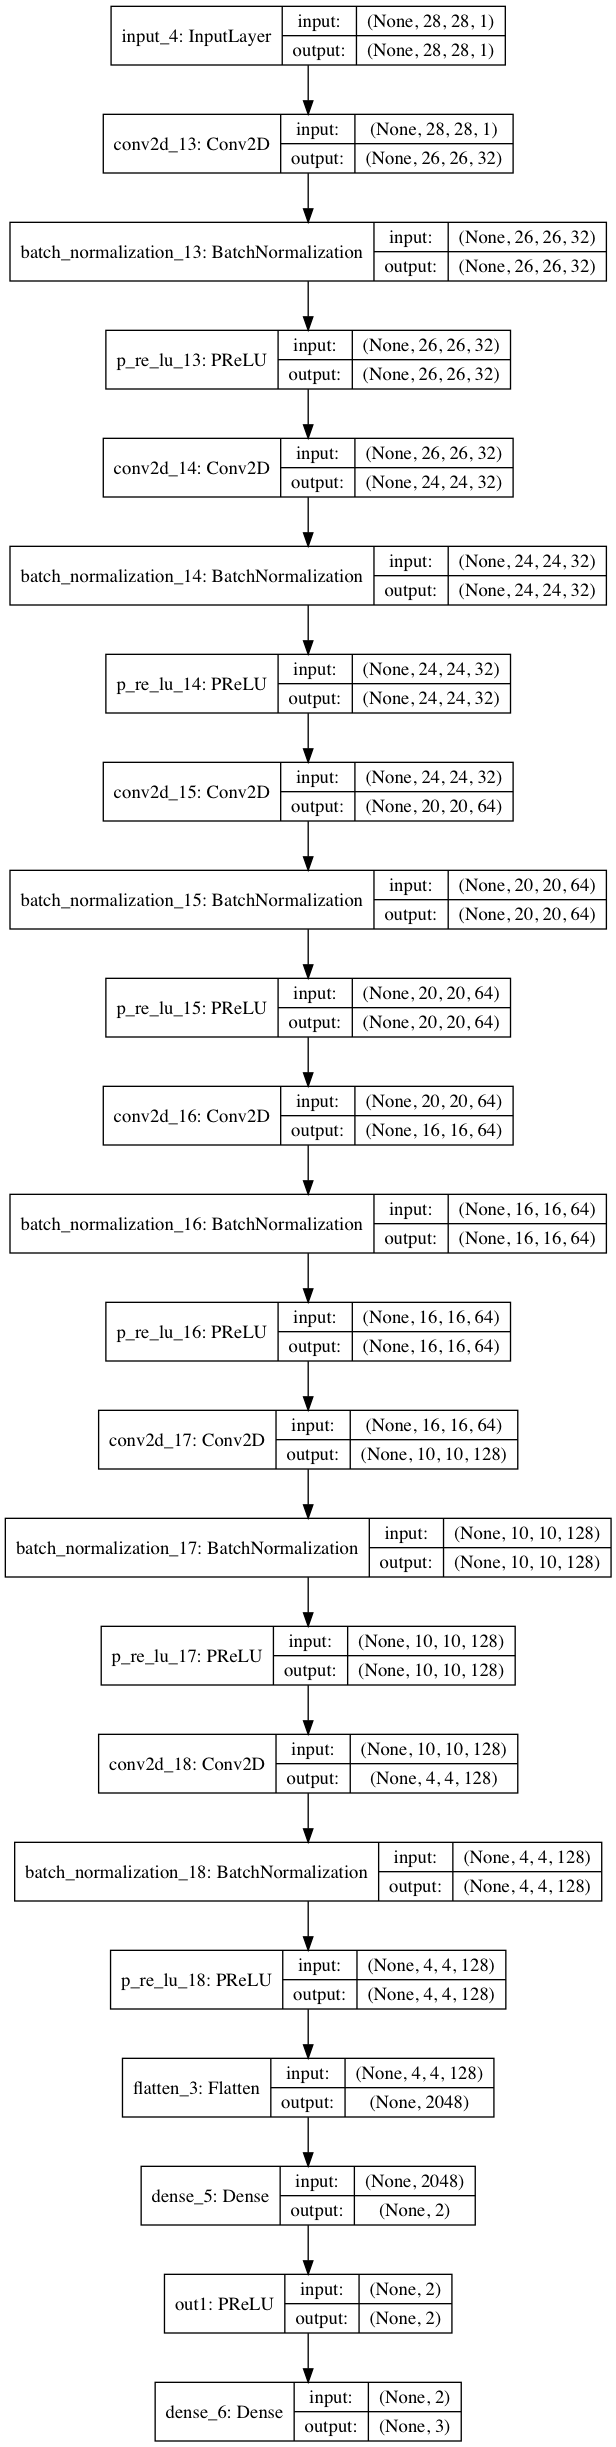 input_4: InputLayer
input: (None, 28, 28, 1)
output: (None, 28, 28, 1)
conv2d_13: Conv2D
input: (None, 28, 28, 1)
output: (None, 26, 26, 32)
batch_normalization_13: BatchNormalization
input: (None, 26, 26, 32)
output: (None, 26, 26, 32)
p_re_lu_13: PReLU
input: (None, 26, 26, 32)
output: (None, 26, 26, 32)
conv2d_14: Conv2D
input: (None, 26, 26, 32)
output: (None, 24, 24, 32)
batch_normalization_14: BatchNormalization
input: (None, 24, 24, 32)
output: (None, 24, 24, 32)
p_re_lu_14: PReLU
input: (None, 24, 24, 32)
output: (None, 24, 24, 32)
conv2d_15: Conv2D
input: (None, 24, 24, 32)
output: (None, 20, 20, 64)
batch_normalization_15: BatchNormalization
input: (None, 20, 20, 64)
output: (None, 20, 20, 64)
p_re_lu_15: PReLU
input: (None, 20, 20, 64)
output: (None, 20, 20, 64)
conv2d_16: Conv2D
input: (None, 20, 20, 64)
output: (None, 16, 16, 64)
batch_normalization_16: BatchNormalization
input: (None, 16, 16, 64)
output: (None, 16, 16, 64)
p_re_lu_16: PReLU
input: (None, 16, 16, 64)
output: (None, 16, 16, 64)
conv2d_17: Conv2D
input: (None, 16, 16, 64)
output: (None, 10, 10, 128)
batch_normalization_17: BatchNormalization
input: (None, 10, 10, 128)
output: (None, 10, 10, 128)
p_re_lu_17: PReLU
input: (None, 10, 10, 128)
output: (None, 10, 10, 128)
conv2d_18: Conv2D
input: (None, 10, 10, 128)
output: (None, 4, 4, 128)
batch_normalization_18: BatchNormalization
input: (None, 4, 4, 128)
output: (None, 4, 4, 128)
p_re_lu_18: PReLU
input: (None, 4, 4, 128)
output: (None, 4, 4, 128)
flatten_3: Flatten
input: (None, 4, 4, 128)
output: (None, 2048)
dense_5: Dense
input: (None, 2048)
output: (None, 2)
out1: PReLU
input: (None, 2)
output: (None, 2)
dense_6: Dense
input: (None, 2)
output: (None, 3)